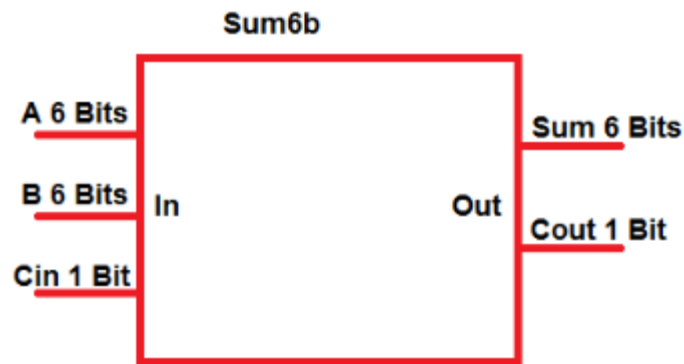 Sum6b
A 6 Bits
B 6 Bits
Cin 1 Bit
In
Out
Sum 6 Bits
Cout 1 Bit